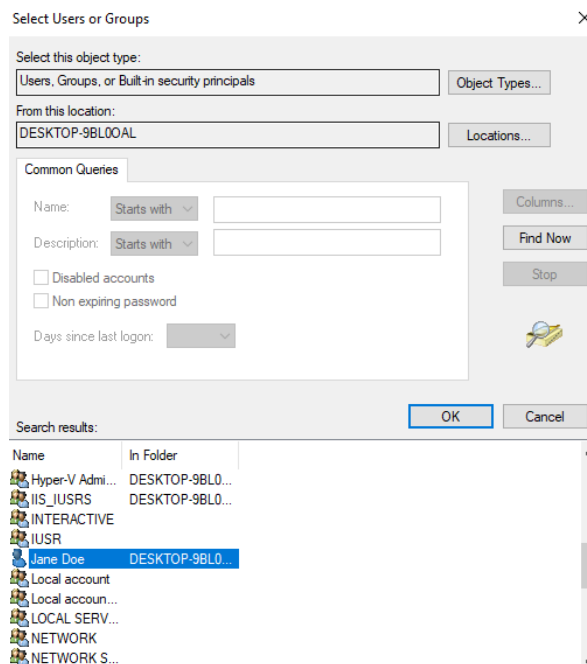 Select Users or Groups
Select this object type:
Users, Groups, or Built-in security principals
Object Types...
From this location:
DESKTOP-9BL0OAL
Locations...
Common Queries
Name:
Starts with
Columns...
Description:
Starts with
Find Now
Disabled accounts
Stop
Non expiring password
Days since last logon:
OK
Cancel
Search results:
Name In Folder
Hyper-V Admi... DESKTOP-9BL0...
IIS_IUSRS DESKTOP-9BL0...
INTERACTIVE
IUSR
Jane Doe DESKTOP-9BL0...
Local account
Local accoun...
LOCAL SERV...
NETWORK
NETWORK S...